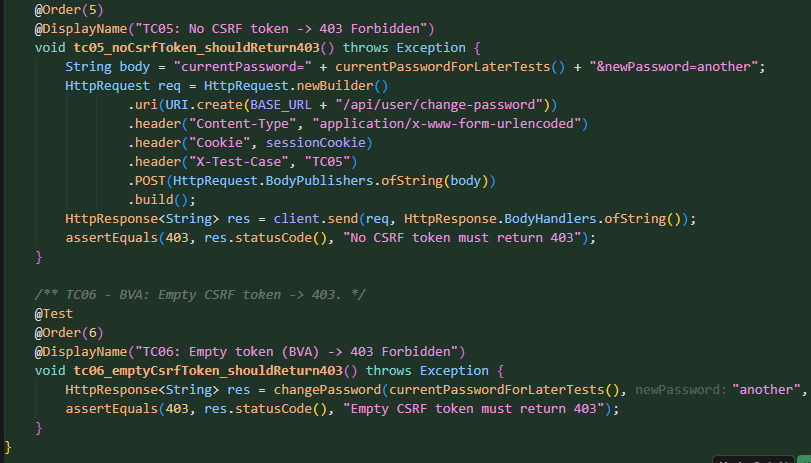 @Order(5)
@DisplayName("TC05: No CSRF token -> 403 Forbidden")
void tc05_noCsrfToken_shouldReturn403() throws Exception {
String body = "currentPassword=" + currentPasswordForLaterTests() + "&newPassword=another";
HttpRequest req = HttpRequest.newBuilder()
.uri(URI.create(BASE_URL + "/api/user/change-password"))
.header("Content-Type", "application/x-www-form-urlencoded")
.header("Cookie", sessionCookie)
.header("X-Test-Case", "TC05")
.POST(HttpRequest.BodyPublishers.ofString(body))
.build();
HttpResponse<String> res = client.send(req, HttpResponse.BodyHandlers.ofString());
assertEquals(403, res.statusCode(), "No CSRF token must return 403");
}
/** TC06 - BVA: Empty CSRF token -> 403. */
@Test
@Order(6)
@DisplayName("TC06: Empty token (BVA) -> 403 Forbidden")
void tc06_emptyCsrfToken_shouldReturn403() throws Exception {
HttpResponse<String> res = changePassword(currentPasswordForLaterTests(), newPassword: "another",
assertEquals(403, res.statusCode(), "Empty CSRF token must return 403");
}
}